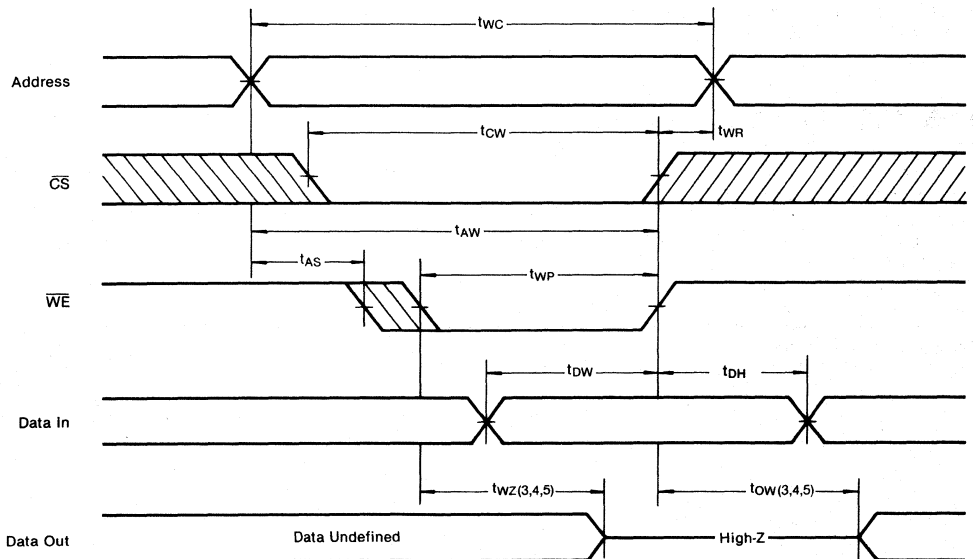 tWC
Address
tCW
tWR
CS
tAW
tAS
tWP
WE
tDW
tDH
Data In
tWZ(3,4,5)
tOW(3,4,5)
Data Out
Data Undefined
High-Z